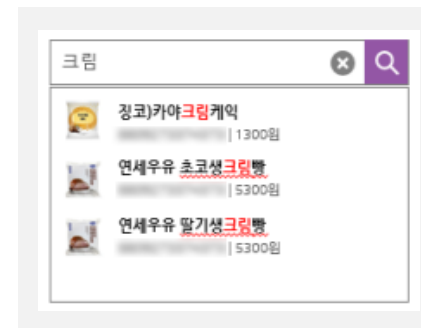 크림
징코)카야크림케익
| 1300원
연세우유 초코생크림빵
| 5300원
연세우유 딸기생크림빵
| 5300원